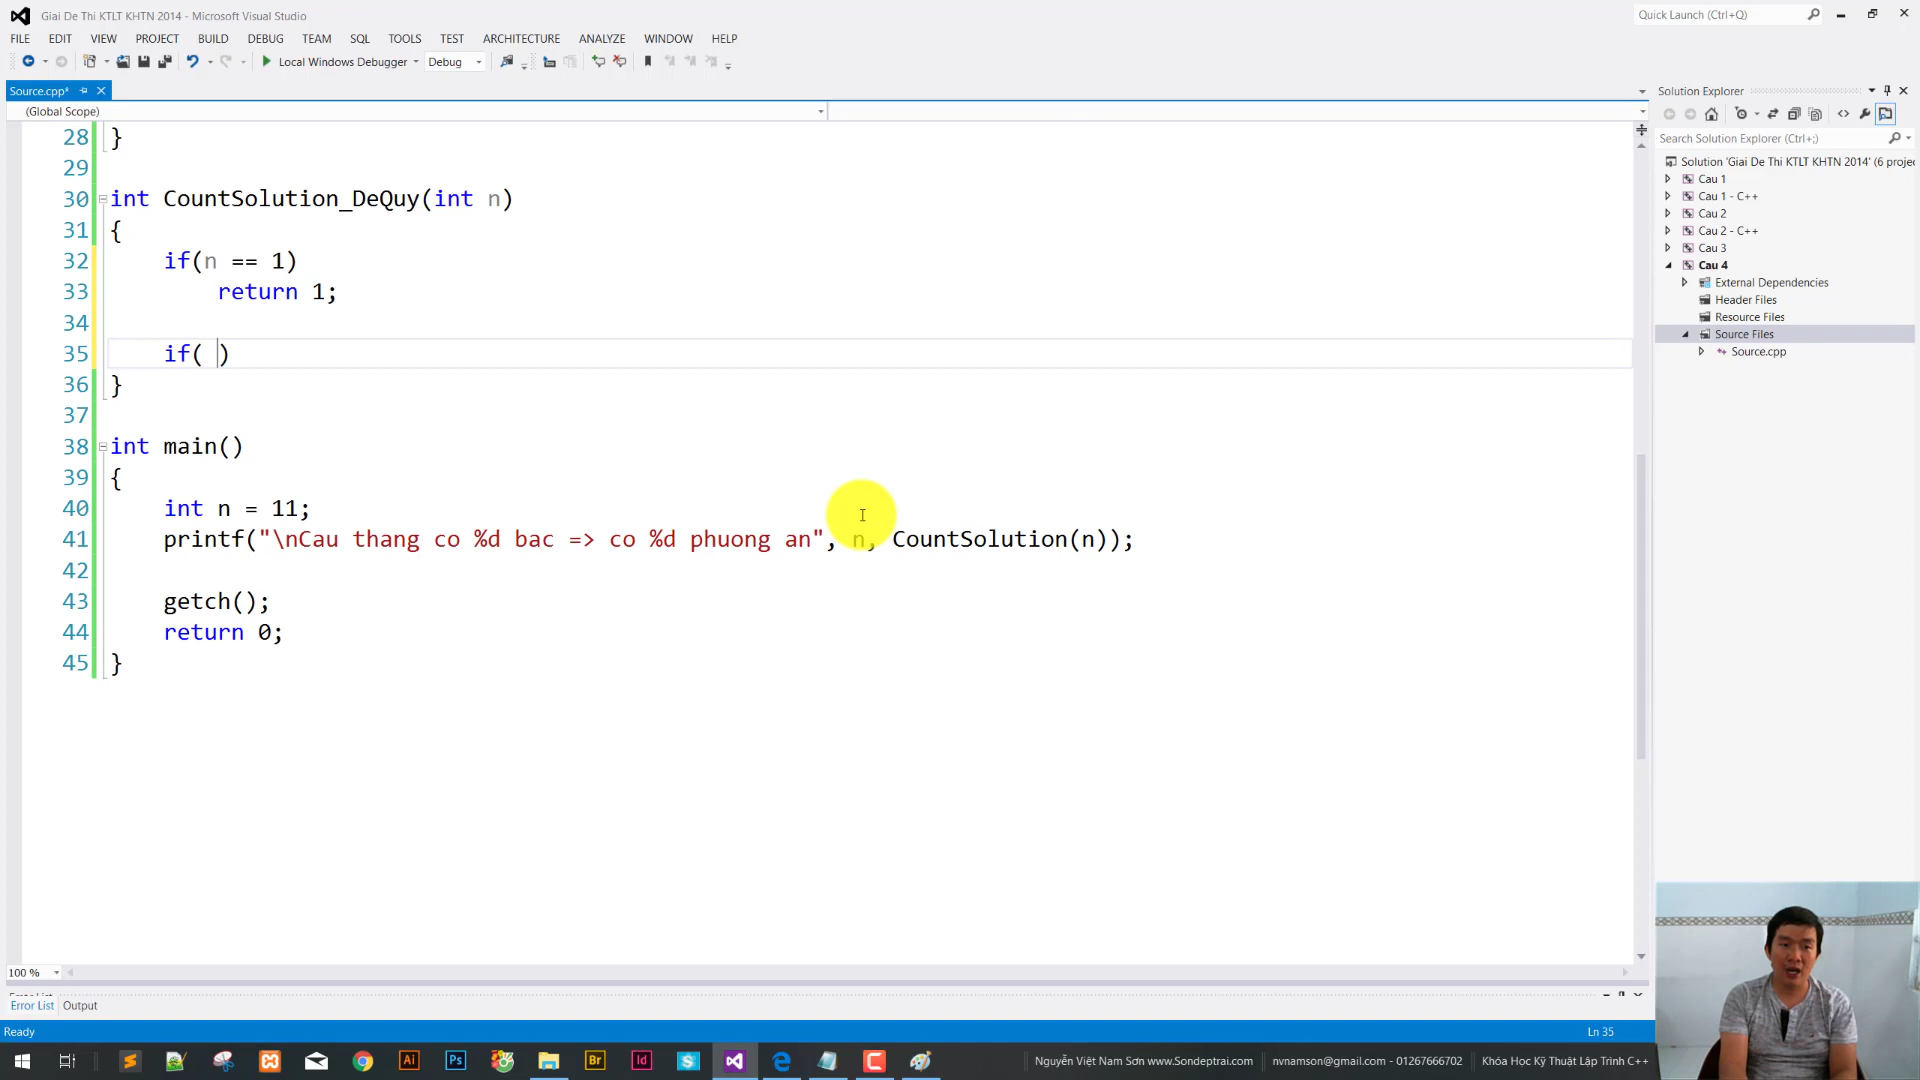 Giai De Thi KTLT KHTN 2014 - Microsoft Visual Studio
Quick Launch (Ctrl+Q)
FILE EDIT VIEW PROJECT BUILD DEBUG TEAM SQL TOOLS TEST ARCHITECTURE ANALYZE WINDOW HELP
Local Windows Debugger Debug
Source.cpp*
(Global Scope)
28 }
29
30 int CountSolution_DeQuy(int n)
31 {
32 if(n == 1)
33 return 1;
34
35 if( )
36 }
37
38 int main()
39 {
40 int n = 11;
41 printf("\nCau thang co %d bac => co %d phuong an", n, CountSolution(n));
42
43 getch();
44 return 0;
45 }
Solution Explorer
Search Solution Explorer (Ctrl+;)
Solution 'Giai De Thi KTLT KHTN 2014' (6 projec
Cau 1
Cau 1 - C++
Cau 2
Cau 2 - C++
Cau 3
Cau 4
External Dependencies
Header Files
Resource Files
Source Files
Source.cpp
100 %
Error List Output
Ready
Ln 35
Ai Ps Br Id
Nguyễn Việt Nam Sơn www.Sondeptrai.com nvnamson@gmail.com - 01267666702 Khóa Học Kỹ Thuật Lập Trình C++